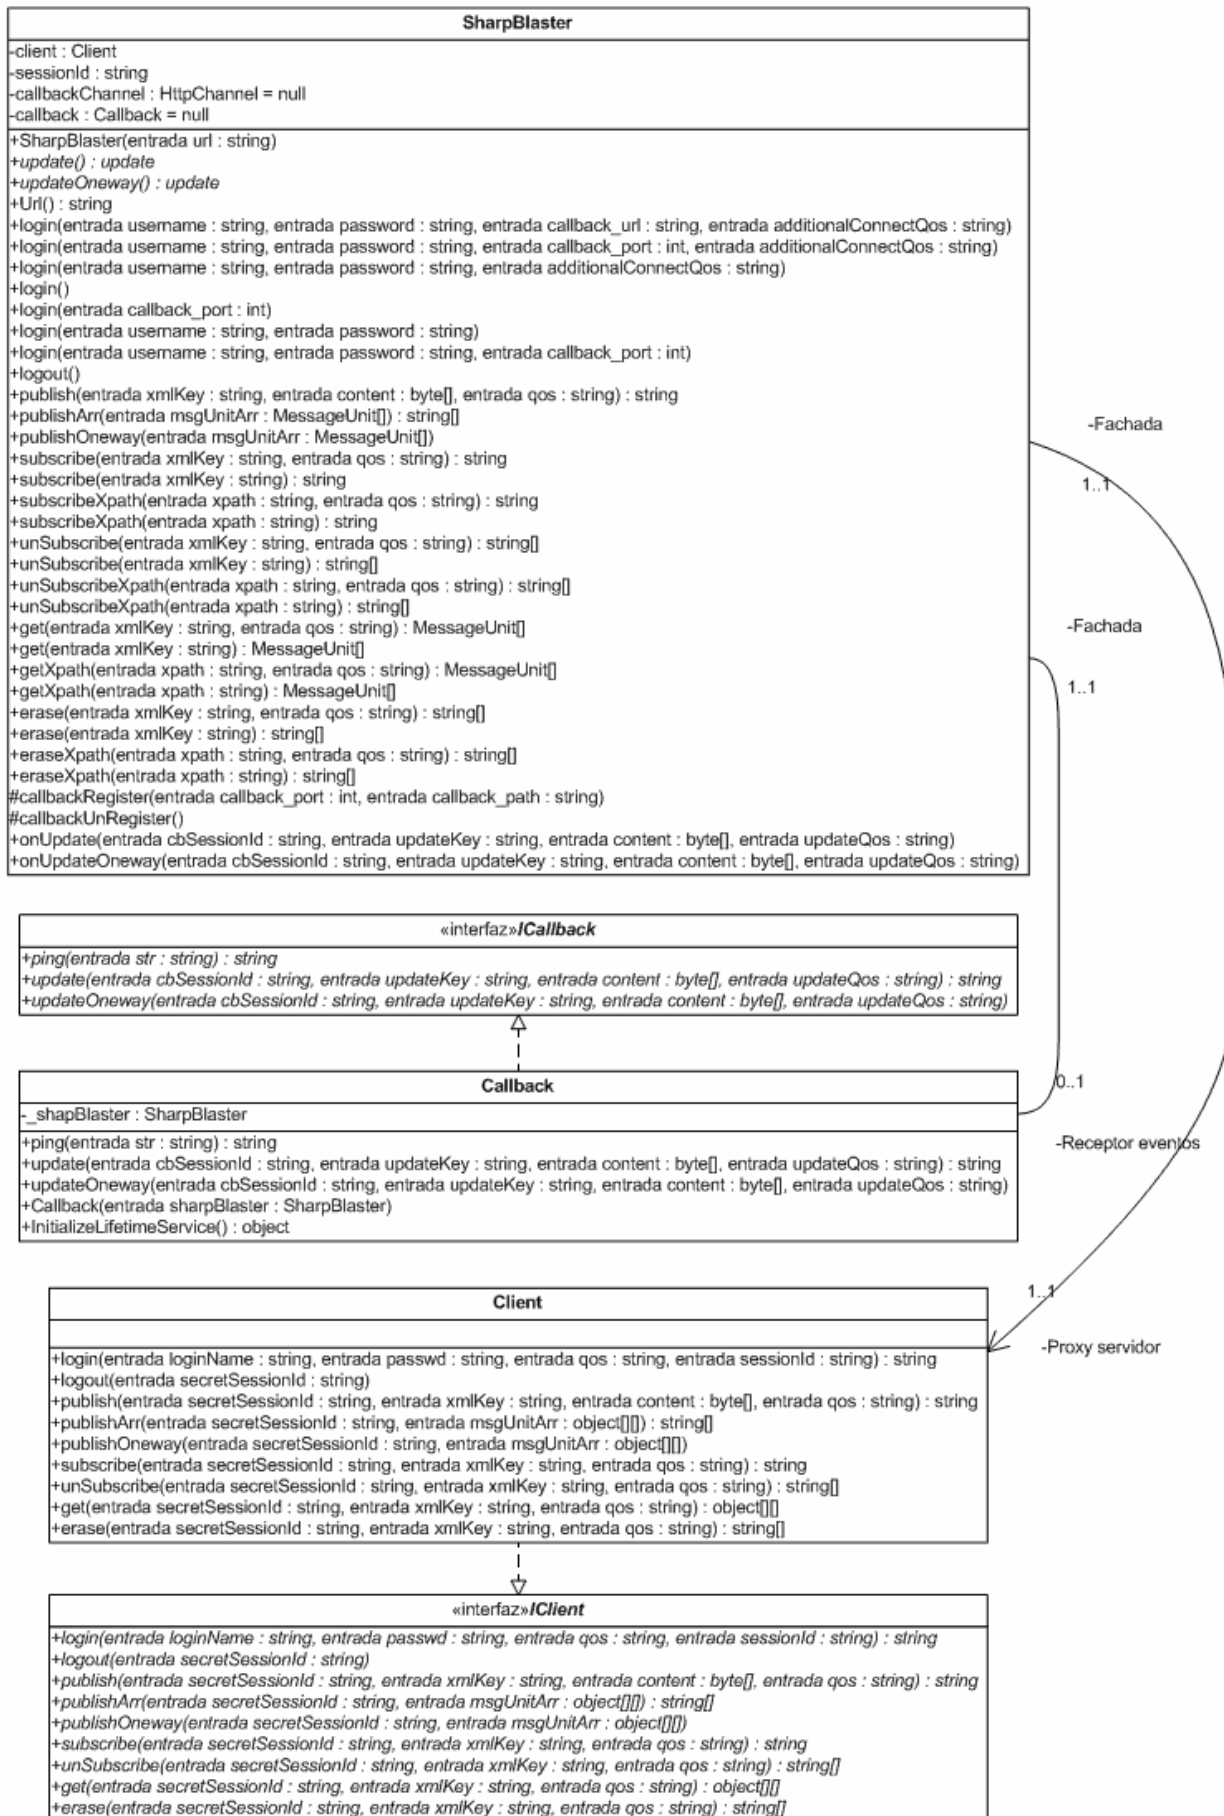 SharpBlaster
-client : Client
-sessionId : string
-callbackChannel : HttpChannel = null
-callback : Callback = null
+SharpBlaster(entrada url : string)
+update() : update
+updateOneway() : update
+Url() : string
+login(entrada username : string, entrada password : string, entrada callback_url : string, entrada additionalConnectQos : string)
+login(entrada username : string, entrada password : string, entrada callback_port : int, entrada additionalConnectQos : string)
+login(entrada username : string, entrada password : string, entrada additionalConnectQos : string)
+login()
+login(entrada callback_port : int)
+login(entrada username : string, entrada password : string)
+login(entrada username : string, entrada password : string, entrada callback_port : int)
+logout()
+publish(entrada xmlKey : string, entrada content : byte[], entrada qos : string) : string
+publishArr(entrada msgUnitArr : MessageUnit[]) : string[]
+publishOneway(entrada msgUnitArr : MessageUnit[])
+subscribe(entrada xmlKey : string, entrada qos : string) : string
+subscribe(entrada xmlKey : string) : string
+subscribeXpath(entrada xpath : string, entrada qos : string) : string
+subscribeXpath(entrada xpath : string) : string
+unSubscribe(entrada xmlKey : string, entrada qos : string) : string[]
+unSubscribe(entrada xmlKey : string) : string[]
+unSubscribeXpath(entrada xpath : string, entrada qos : string) : string[]
+unSubscribeXpath(entrada xpath : string) : string[]
+get(entrada xmlKey : string, entrada qos : string) : MessageUnit[]
+get(entrada xmlKey : string) : MessageUnit[]
+getXpath(entrada xpath : string, entrada qos : string) : MessageUnit[]
+getXpath(entrada xpath : string) : MessageUnit[]
+erase(entrada xmlKey : string, entrada qos : string) : string[]
+erase(entrada xmlKey : string) : string[]
+eraseXpath(entrada xpath : string, entrada qos : string) : string[]
+eraseXpath(entrada xpath : string) : string[]
#callbackRegister(entrada callback_port : int, entrada callback_path : string)
#callbackUnRegister()
+onUpdate(entrada cbSessionId : string, entrada updateKey : string, entrada content : byte[], entrada updateQos : string)
+onUpdateOneway(entrada cbSessionId : string, entrada updateKey : string, entrada content : byte[], entrada updateQos : string)
-Fachada
1..1
-Fachada
1..1
«interfaz»ICallback
+ping(entrada str : string) : string
+update(entrada cbSessionId : string, entrada updateKey : string, entrada content : byte[], entrada updateQos : string) : string
+updateOneway(entrada cbSessionId : string, entrada updateKey : string, entrada content : byte[], entrada updateQos : string)
Callback
-_shapBlaster : SharpBlaster
+ping(entrada str : string) : string
+update(entrada cbSessionId : string, entrada updateKey : string, entrada content : byte[], entrada updateQos : string) : string
+updateOneway(entrada cbSessionId : string, entrada updateKey : string, entrada content : byte[], entrada updateQos : string)
+Callback(entrada sharpBlaster : SharpBlaster)
+InitializeLifetimeService() : object
0..1
-Receptor eventos
Client
+login(entrada loginName : string, entrada passwd : string, entrada qos : string, entrada sessionId : string) : string
+logout(entrada secretSessionId : string)
+publish(entrada secretSessionId : string, entrada xmlKey : string, entrada content : byte[], entrada qos : string) : string
+publishArr(entrada secretSessionId : string, entrada msgUnitArr : object[][]) : string[]
+publishOneway(entrada secretSessionId : string, entrada msgUnitArr : object[][])
+subscribe(entrada secretSessionId : string, entrada xmlKey : string, entrada qos : string) : string
+unSubscribe(entrada secretSessionId : string, entrada xmlKey : string, entrada qos : string) : string[]
+get(entrada secretSessionId : string, entrada xmlKey : string, entrada qos : string) : object[][]
+erase(entrada secretSessionId : string, entrada xmlKey : string, entrada qos : string) : string[]
1..1
-Proxy servidor
«interfaz»IClient
+login(entrada loginName : string, entrada passwd : string, entrada qos : string, entrada sessionId : string) : string
+logout(entrada secretSessionId : string)
+publish(entrada secretSessionId : string, entrada xmlKey : string, entrada content : byte[], entrada qos : string) : string
+publishArr(entrada secretSessionId : string, entrada msgUnitArr : object[][]) : string[]
+publishOneway(entrada secretSessionId : string, entrada msgUnitArr : object[][])
+subscribe(entrada secretSessionId : string, entrada xmlKey : string, entrada qos : string) : string
+unSubscribe(entrada secretSessionId : string, entrada xmlKey : string, entrada qos : string) : string[]
+get(entrada secretSessionId : string, entrada xmlKey : string, entrada qos : string) : object[][]
+erase(entrada secretSessionId : string, entrada xmlKey : string, entrada qos : string) : string[]